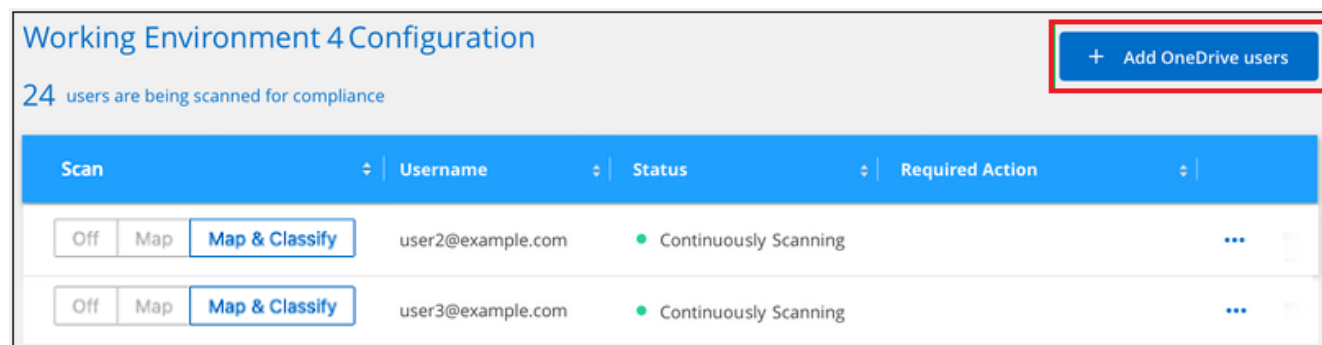 Working Environment 4 Configuration
+ Add OneDrive users
24 users are being scanned for compliance
Scan Username Status Required Action
Off Map Map & Classify user2@example.com Continuously Scanning
Off Map Map & Classify user3@example.com Continuously Scanning